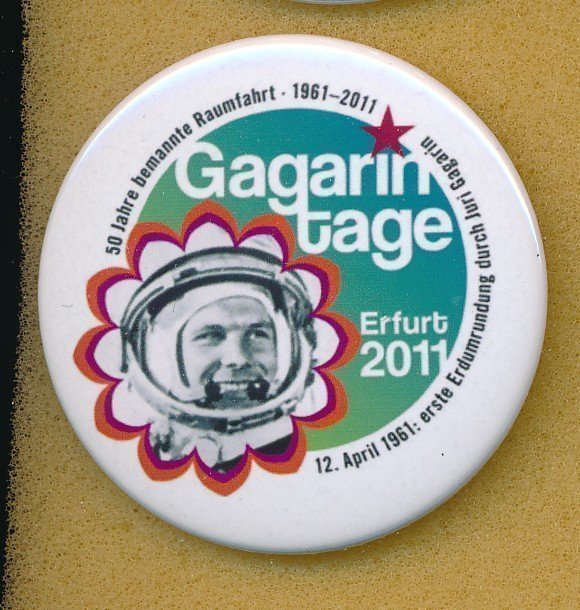 50 Jahre bemannte Raumfahrt · 1961–2011
Gagarin
tage
Erfurt
2011
12. April 1961: erste Erdumrundung durch Juri Gagarin